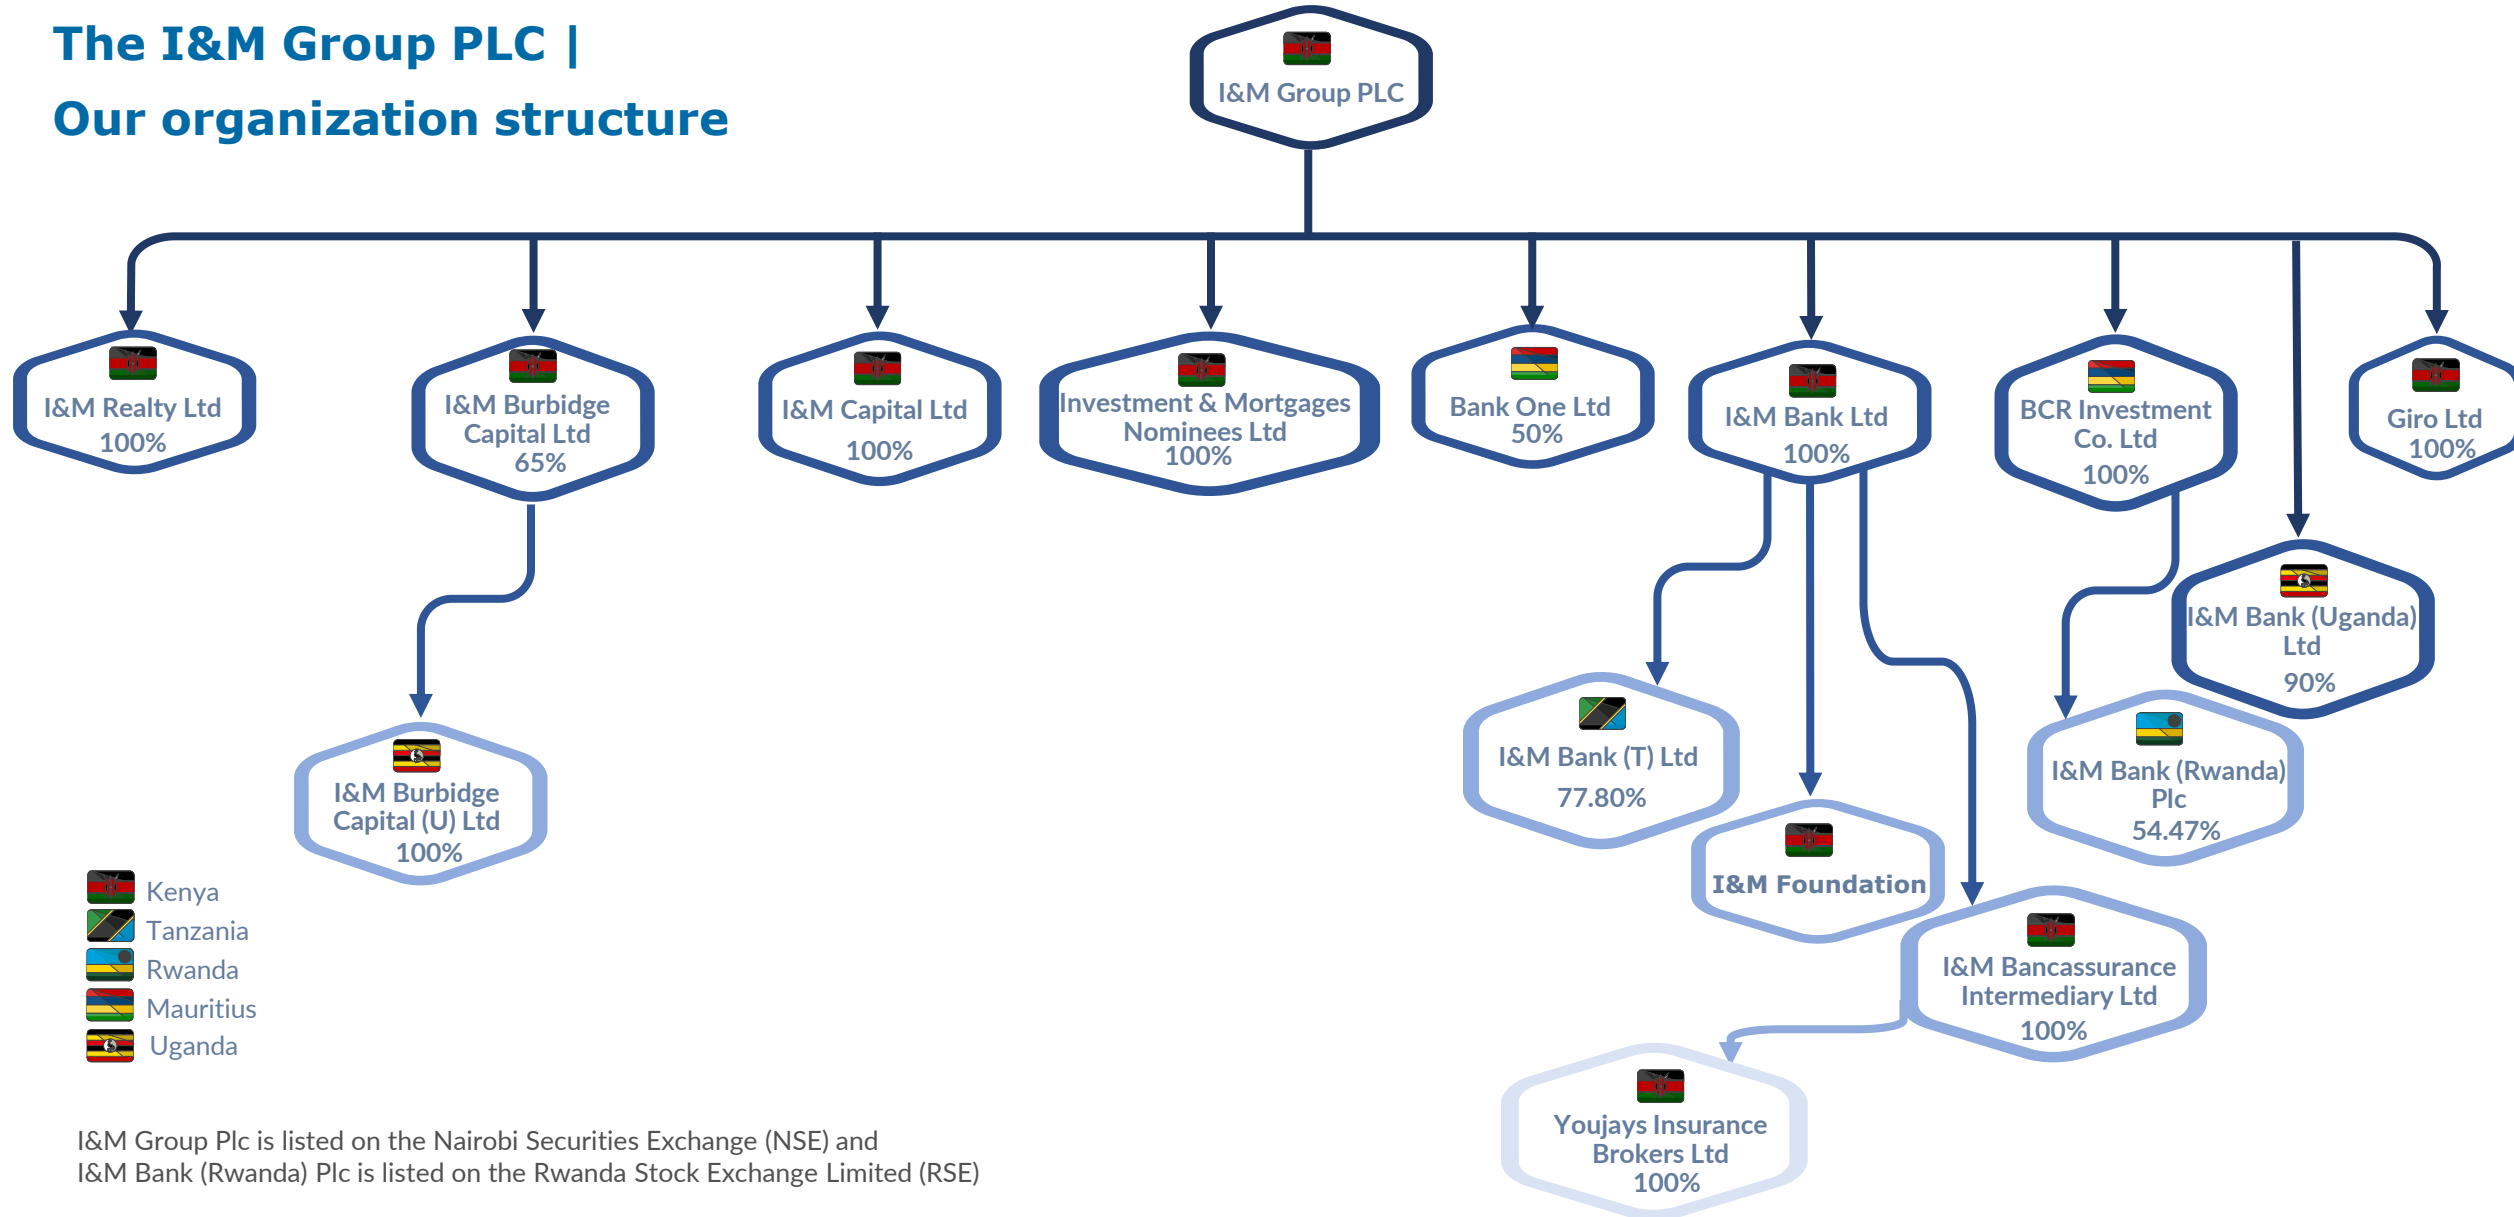 The I&M Group PLC |
Our organization structure
I&M Group PLC
I&M Realty Ltd
100%
I&M Burbidge
Capital Ltd
65%
I&M Capital Ltd
100%
Investment & Mortgages
Nominees Ltd
100%
Bank One Ltd
50%
I&M Bank Ltd
100%
BCR Investment
Co. Ltd
100%
Giro Ltd
100%
I&M Bank (Uganda)
Ltd
90%
I&M Burbidge
Capital (U) Ltd
100%
I&M Bank (T) Ltd
77.80%
I&M Foundation
I&M Bank (Rwanda)
Plc
54.47%
I&M Bancassurance
Intermediary Ltd
100%
Youjays Insurance
Brokers Ltd
100%
Kenya
Tanzania
Rwanda
Mauritius
Uganda
I&M Group Plc is listed on the Nairobi Securities Exchange (NSE) and
I&M Bank (Rwanda) Plc is listed on the Rwanda Stock Exchange Limited (RSE)